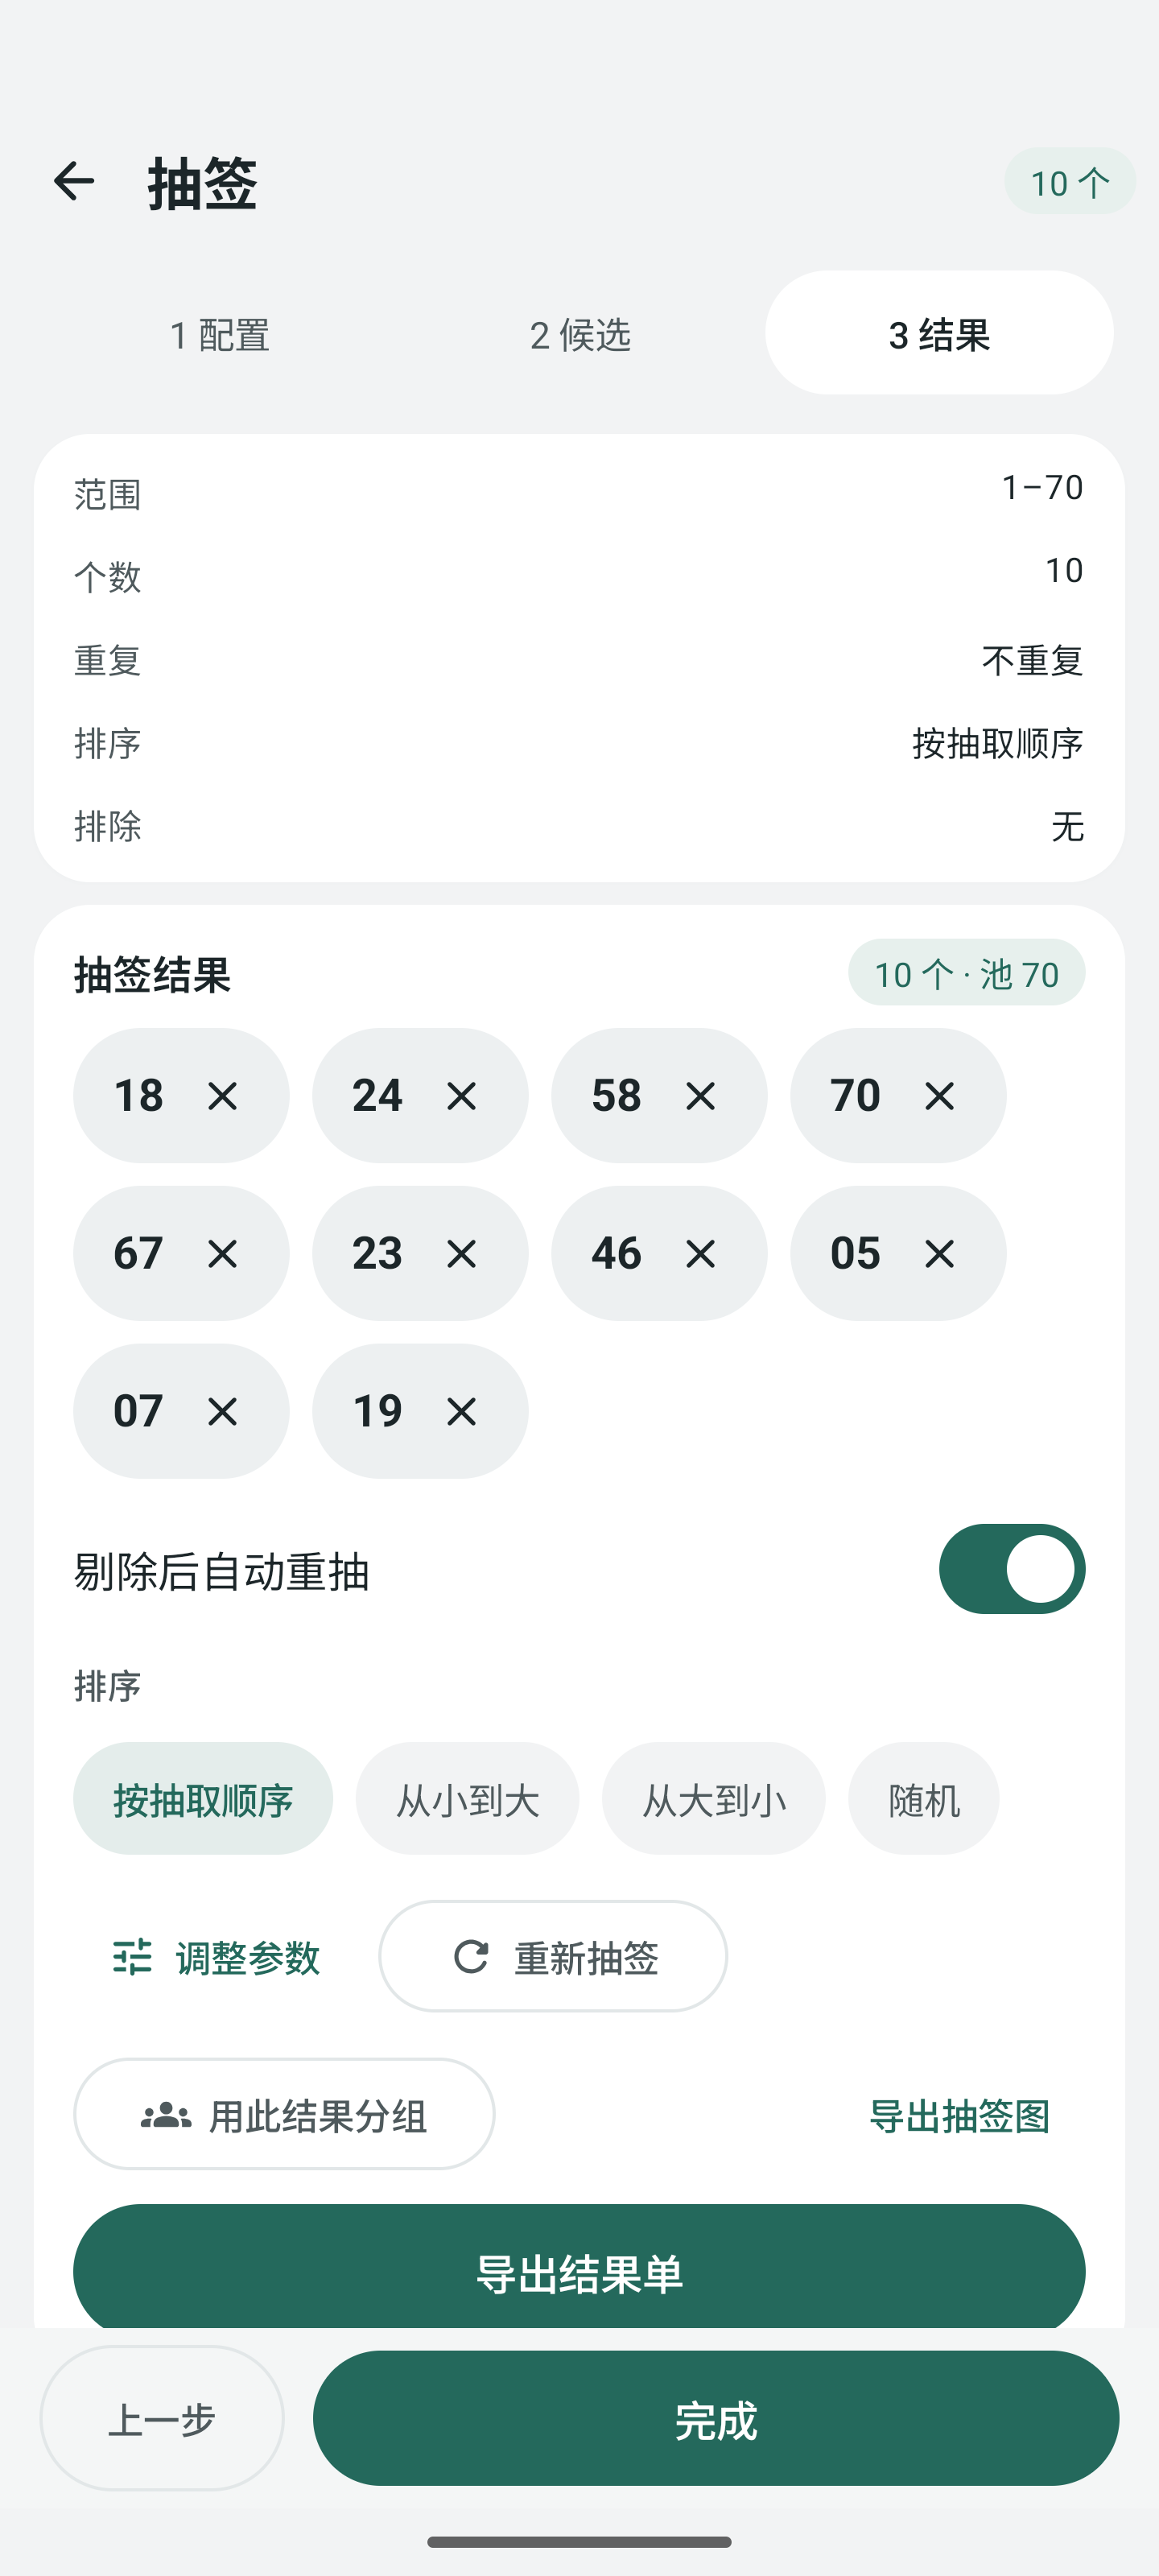 抽签
10 个
1 配置
2 候选
3 结果
范围
1–70
个数
10
重复
不重复
排序
按抽取顺序
排除
无
抽签结果
10 个 · 池 70
18
24
58
70
67
23
46
05
07
19
剔除后自动重抽
排序
按抽取顺序
从小到大
从大到小
随机
调整参数
重新抽签
用此结果分组
导出抽签图
导出结果单
上一步
完成